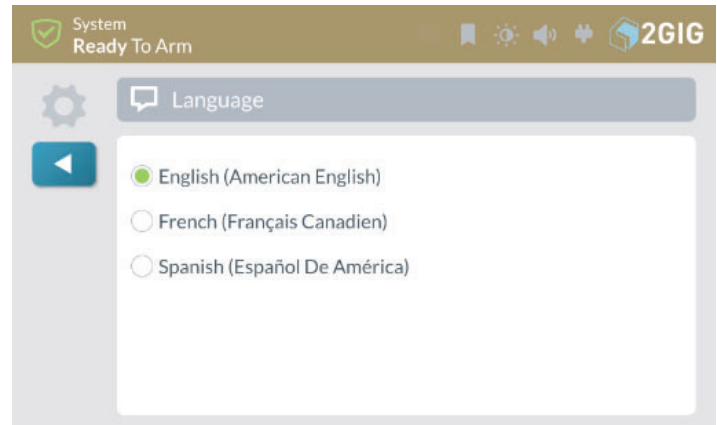 System
Ready To Arm
2GIG
Language
English (American English)
French (Français Canadien)
Spanish (Español De América)